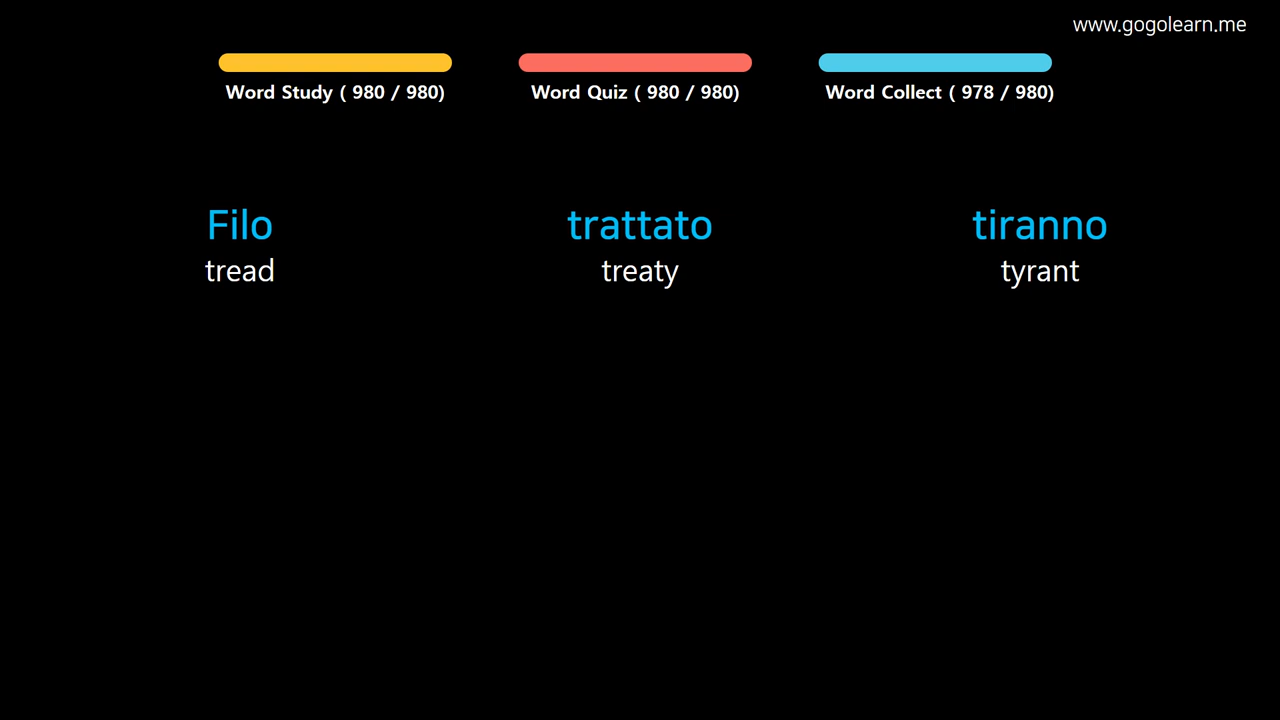 www.gogolearn.me
Word Study ( 980 / 980)
Word Quiz ( 980 / 980)
Word Collect ( 978 / 980)
Filo
tread
trattato
treaty
tiranno
tyrant